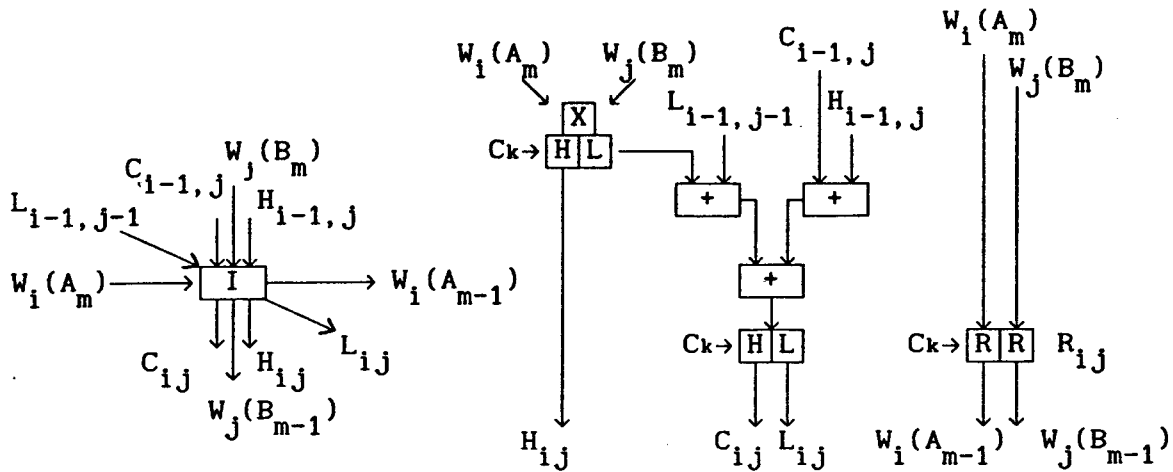 W_j(B_m)
C_{i-1,j}
H_{i-1,j}
L_{i-1,j-1}
W_i(A_m)
I
W_i(A_{m-1})
L_{ij}
C_{ij}
H_{ij}
W_j(B_{m-1})
W_i(A_m)
W_j(B_m)
X
Ck→
H L
L_{i-1,j-1}
C_{i-1,j}
H_{i-1,j}
+
+
+
Ck→
H L
H_{ij}
C_{ij} L_{ij}
W_i(A_m)
W_j(B_m)
Ck→
R R
R_{ij}
W_i(A_{m-1})
W_j(B_{m-1})